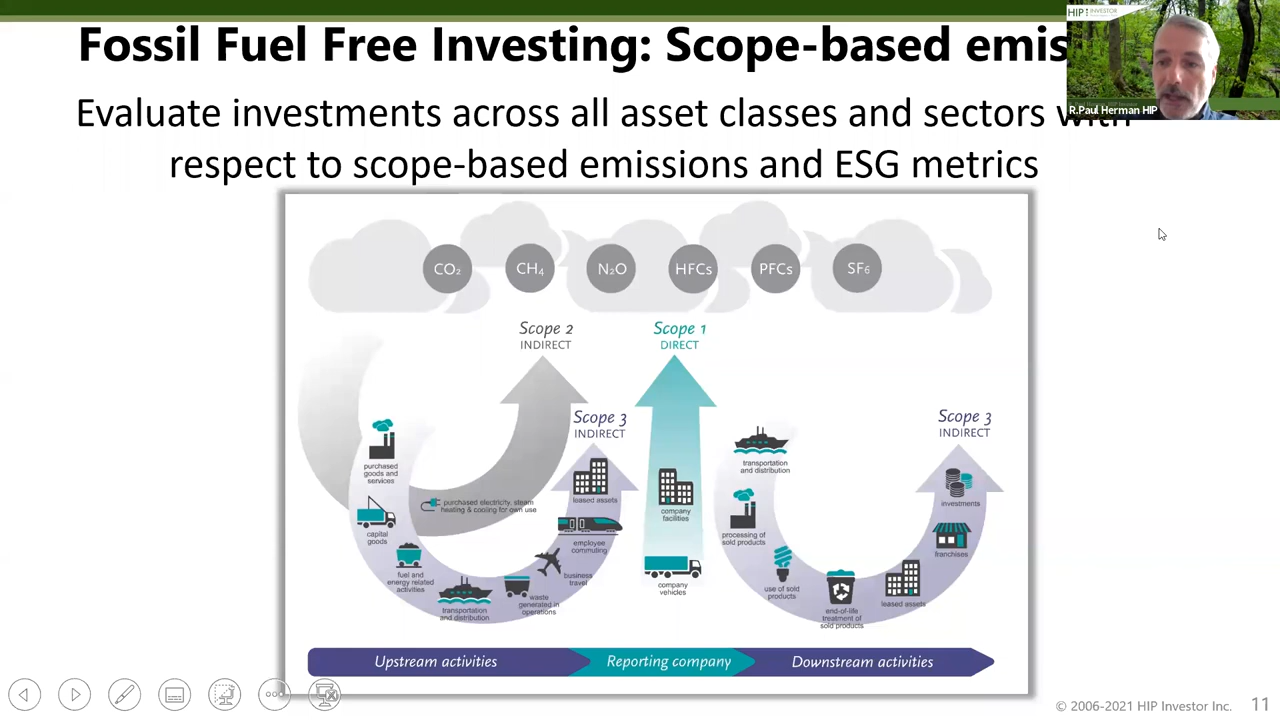 Fossil Fuel Free Investing: Scope-based emis
Evaluate investments across all asset classes and sectors with
respect to scope-based emissions and ESG metrics
HIP INVESTOR
R.Paul Herman HIP
CO₂
CH₄
N₂O
HFCs
PFCs
SF₆
Scope 2
INDIRECT
Scope 1
DIRECT
Scope 3
INDIRECT
Scope 3
INDIRECT
purchased
goods and
services
capital
goods
fuel and
energy related
activities
transportation
and distribution
waste
generated in
operations
business
travel
employee
commuting
leased assets
purchased electricity, steam
heating & cooling for own use
company
facilities
company
vehicles
transportation
and distribution
processing of
sold products
use of sold
products
end-of-life
treatment of
sold products
leased assets
franchises
investments
Upstream activities
Reporting company
Downstream activities
© 2006-2021 HIP Investor Inc.
11